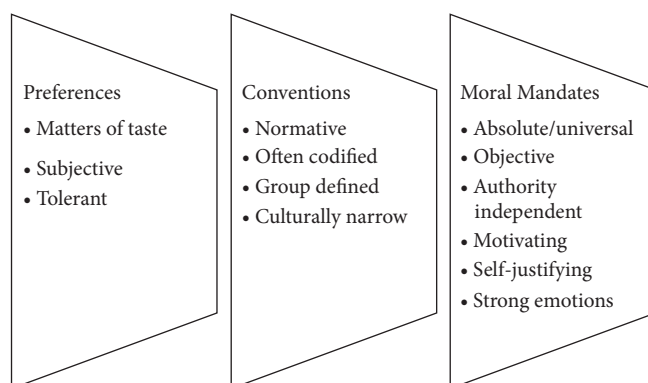 Preferences
• Matters of taste
• Subjective
• Tolerant
Conventions
• Normative
• Often codified
• Group defined
• Culturally narrow
Moral Mandates
• Absolute/universal
• Objective
• Authority
independent
• Motivating
• Self-justifying
• Strong emotions